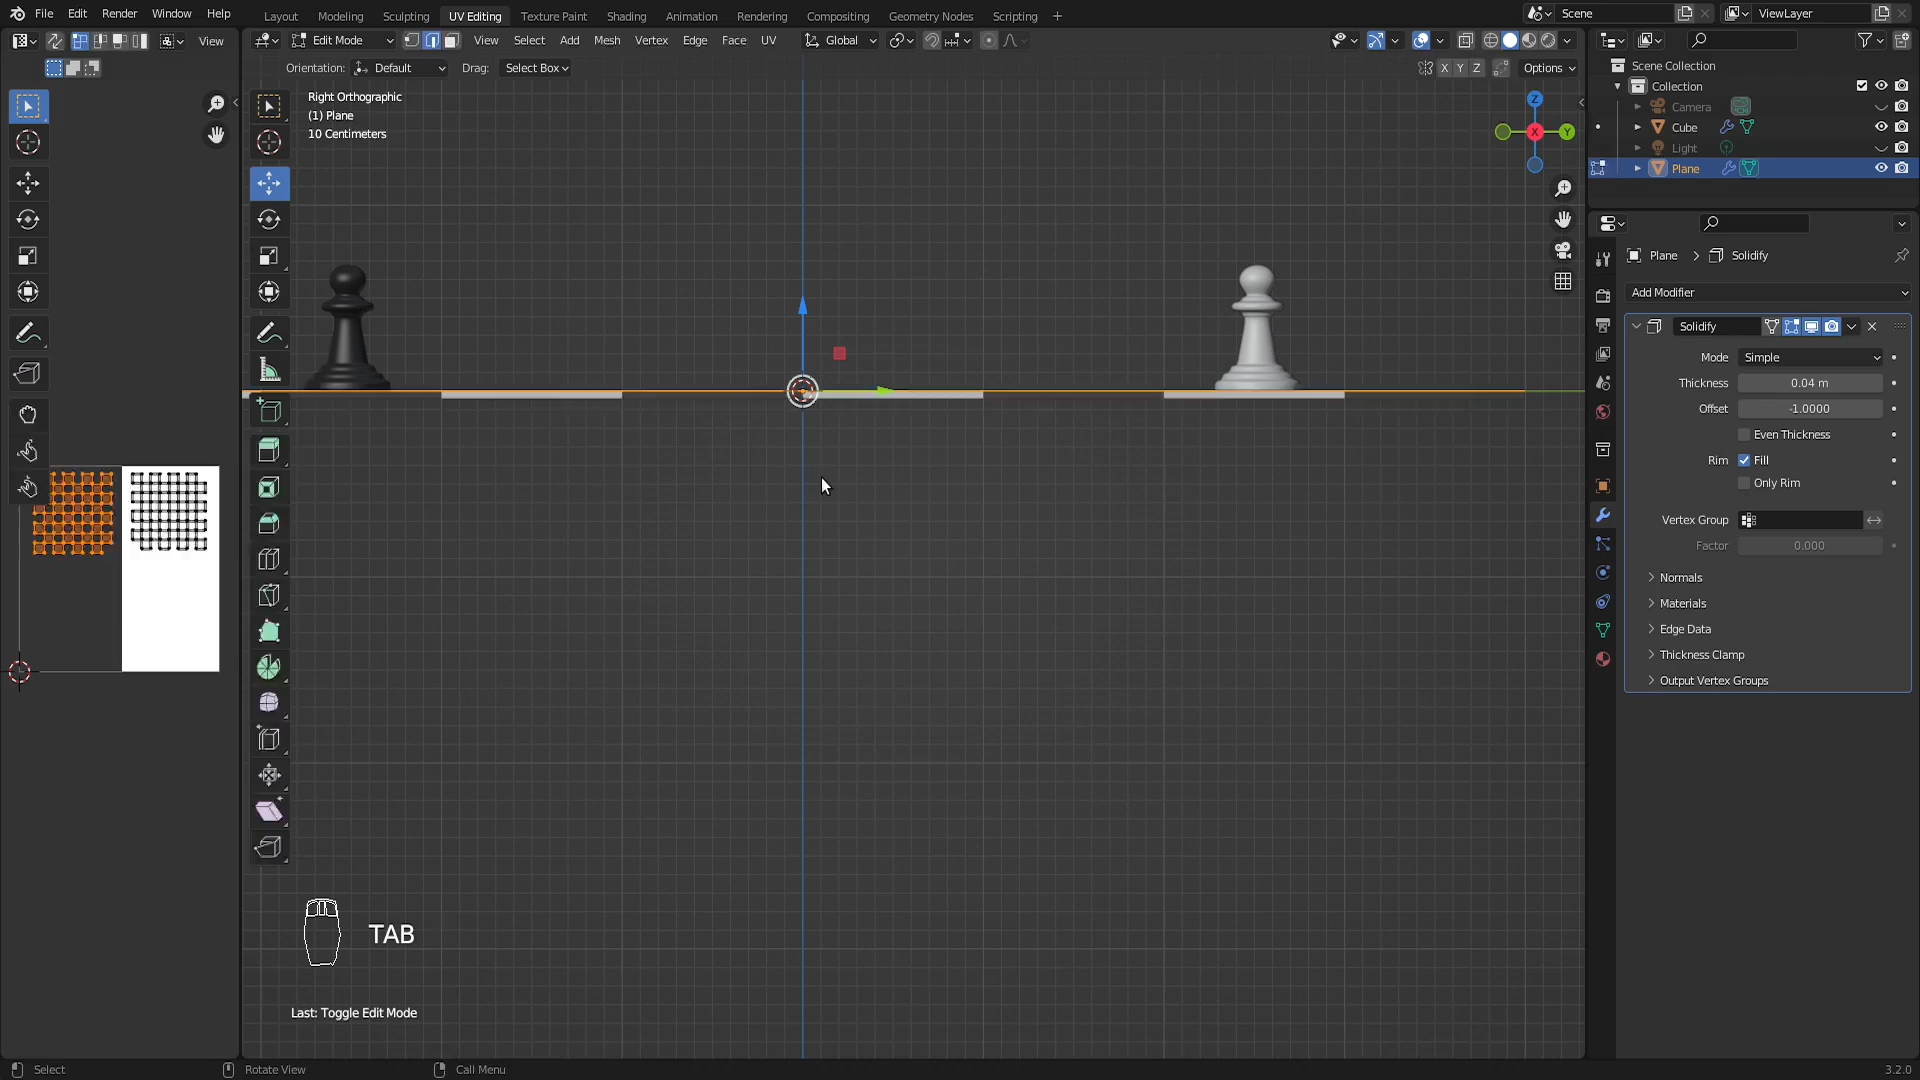 File Edit Render Window Help
Layout Modeling Sculpting UV Editing Texture Paint Shading Animation Rendering Compositing Geometry Nodes Scripting +
Scene
ViewLayer
View
Edit Mode
View Select Add Mesh Vertex Edge Face UV
Global
Orientation: Default
Drag: Select Box
X Y Z
Options
Right Orthographic
(1) Plane
10 Centimeters
Z
X
Y
Scene Collection
Collection
Camera
Cube
Light
Plane
Plane > Solidify
Add Modifier
Solidify
Mode Simple
Thickness 0.04 m
Offset -1.0000
Even Thickness
Rim Fill
Only Rim
Vertex Group
Factor 0.000
Normals
Materials
Edge Data
Thickness Clamp
Output Vertex Groups
TAB
Last: Toggle Edit Mode
Select
Rotate View
Call Menu
3.2.0